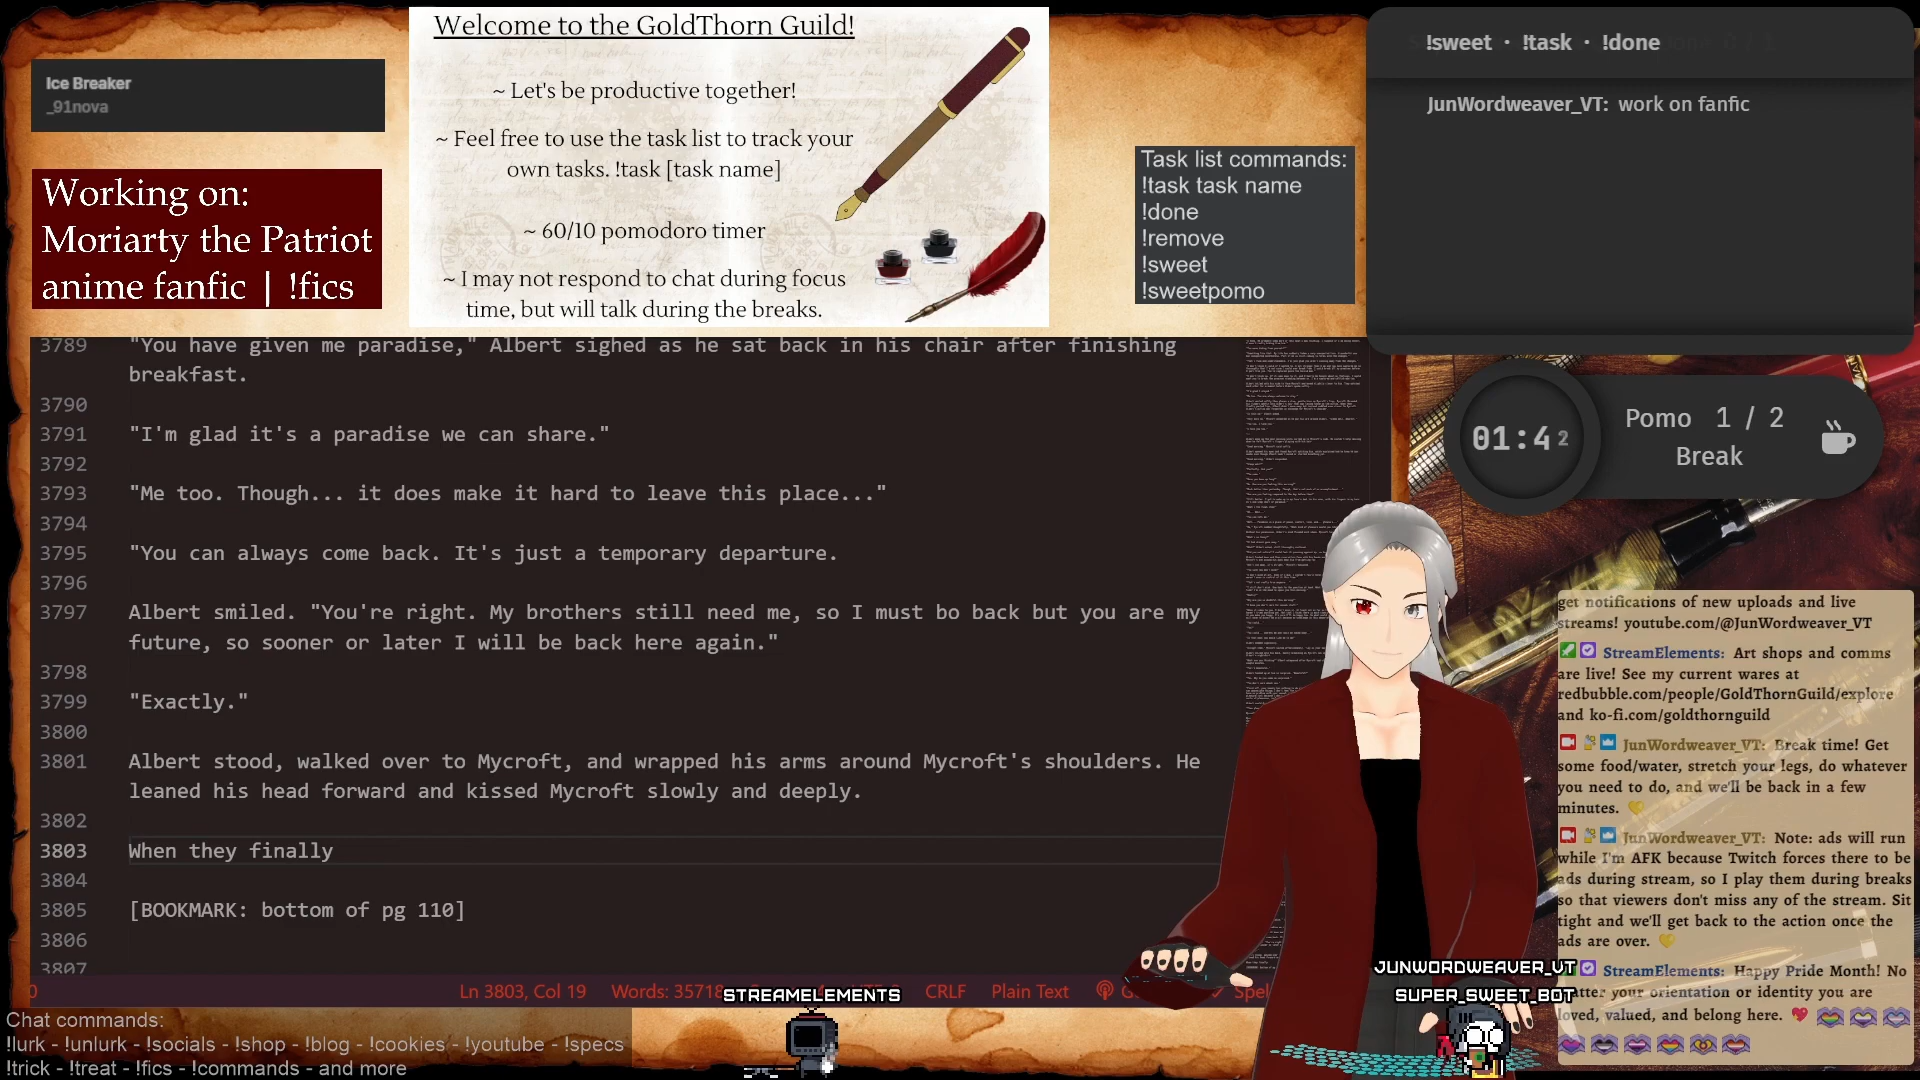 Welcome to the GoldThorn Guild!
~ Let's be productive together!
~ Feel free to use the task list to track your
own tasks. !task [task name]
~ 60/10 pomodoro timer
~ I may not respond to chat during focus
time, but will talk during the breaks.
Ice Breaker
_91nova
Working on:
Moriarty the Patriot
anime fanfic | !fics
Task list commands:
!task task name
!done
!remove
!sweet
!sweetpomo
!sweet · !task · !done
JunWordweaver_VT: work on fanfic
01:42
Pomo 1 / 2
Break
3789 "You have given me paradise," Albert sighed as he sat back in his chair after finishing
breakfast.
3790
3791 "I'm glad it's a paradise we can share."
3792
3793 "Me too. Though... it does make it hard to leave this place..."
3794
3795 "You can always come back. It's just a temporary departure.
3796
3797 Albert smiled. "You're right. My brothers still need me, so I must bo back but you are my
future, so sooner or later I will be back here again."
3798
3799 "Exactly."
3800
3801 Albert stood, walked over to Mycroft, and wrapped his arms around Mycroft's shoulders. He
leaned his head forward and kissed Mycroft slowly and deeply.
3802
3803 When they finally
3804
3805 [BOOKMARK: bottom of pg 110]
3806
3807
Ln 3803, Col 19 Words: 35718 CRLF Plain Text
get notifications of new uploads and live
streams! youtube.com/@JunWordweaver_VT
StreamElements: Art shops and comms
are live! See my current wares at
redbubble.com/people/GoldThornGuild/explore
and ko-fi.com/goldthornguild
JunWordweaver_VT: Break time! Get
some food/water, stretch your legs, do whatever
you need to do, and we'll be back in a few
minutes.
JunWordweaver_VT: Note: ads will run
while I'm AFK because Twitch forces there to be
ads during stream, so I play them during breaks
so that viewers don't miss any of the stream. Sit
tight and we'll get back to the action once the
ads are over.
StreamElements: Happy Pride Month! No
matter your orientation or identity you are
loved, valued, and belong here.
STREAMELEMENTS
JUNWORDWEAVER_VT
SUPER_SWEET_BOT
Chat commands:
!lurk - !unlurk - !socials - !shop - !blog - !cookies - !youtube - !specs
!trick - !treat - !fics - !commands - and more